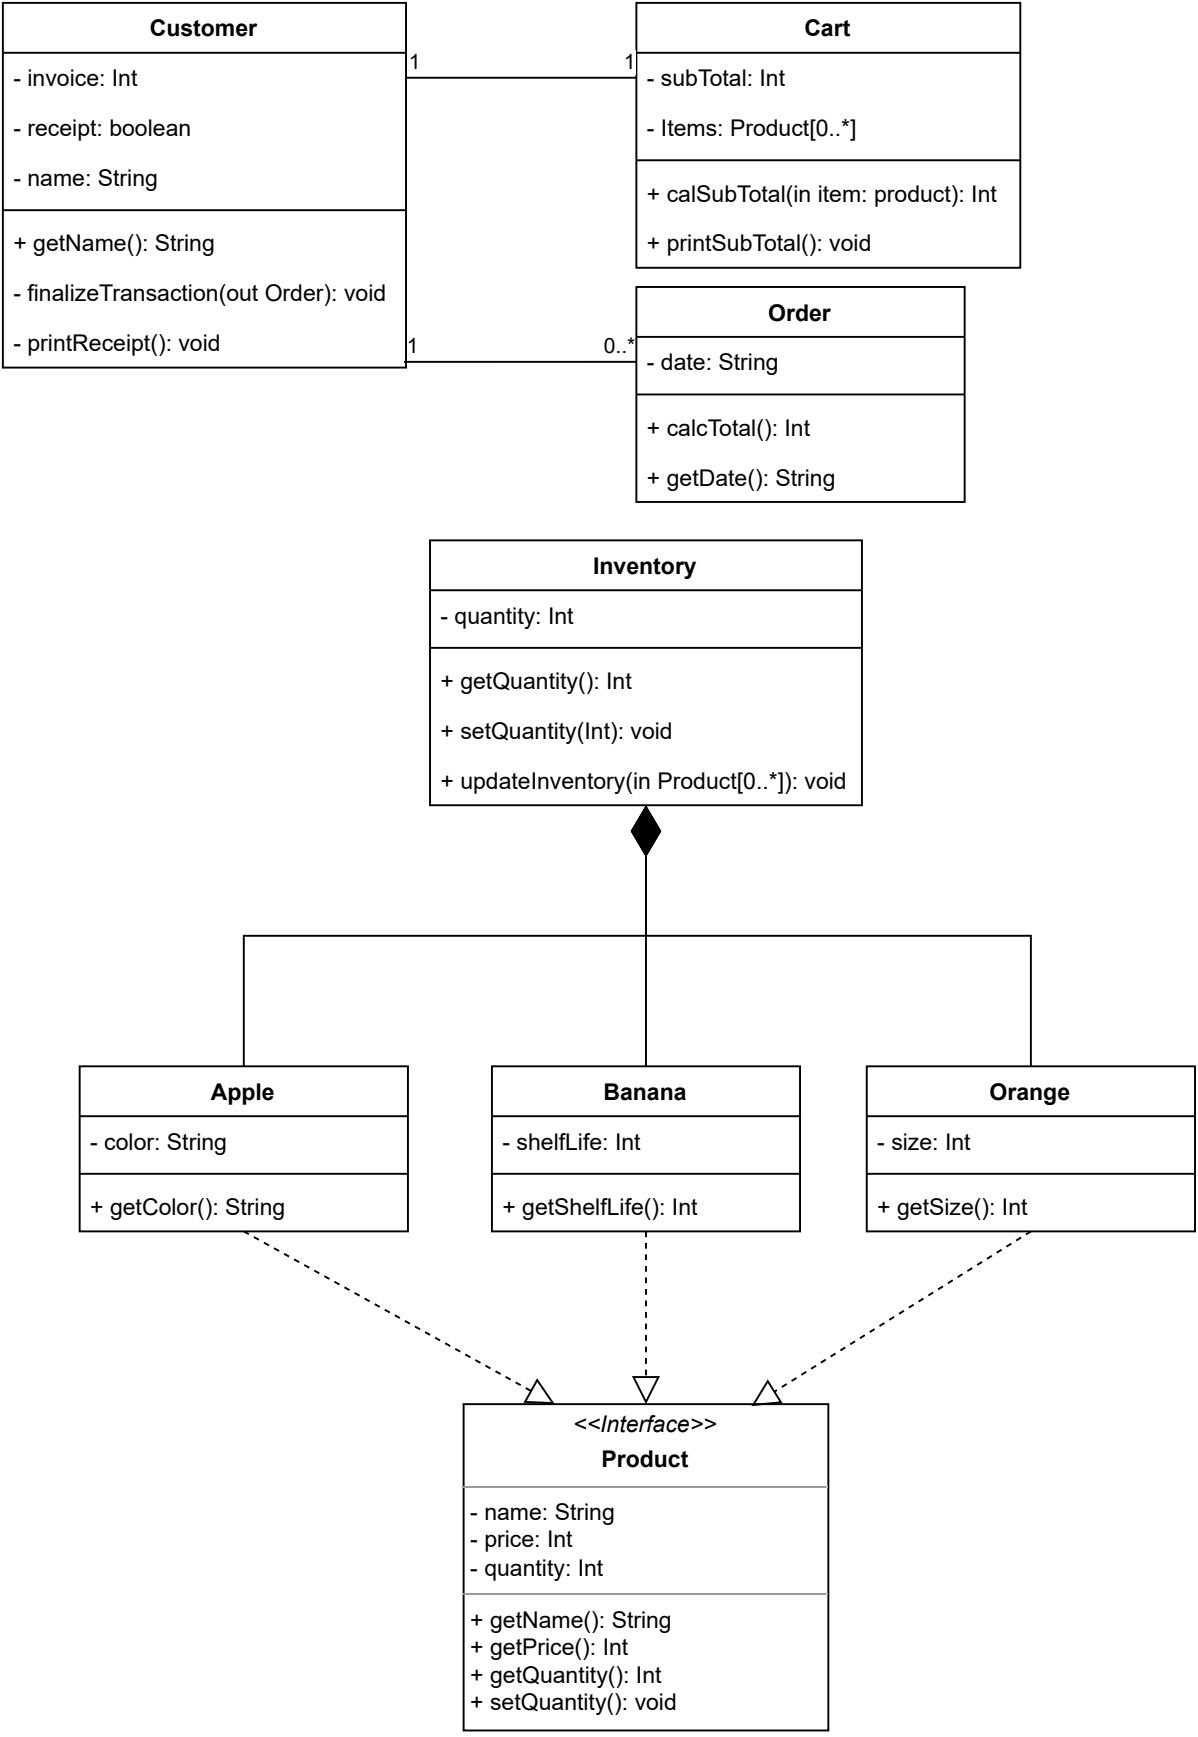 Customer
- invoice: Int
- receipt: boolean
- name: String
+ getName(): String
- finalizeTransaction(out Order): void
- printReceipt(): void
1
1
Cart
- subTotal: Int
- Items: Product[0..*]
+ calSubTotal(in item: product): Int
+ printSubTotal(): void
1
0..*
Order
- date: String
+ calcTotal(): Int
+ getDate(): String
Inventory
- quantity: Int
+ getQuantity(): Int
+ setQuantity(Int): void
+ updateInventory(in Product[0..*]): void
Apple
- color: String
+ getColor(): String
Banana
- shelfLife: Int
+ getShelfLife(): Int
Orange
- size: Int
+ getSize(): Int
<<Interface>>
Product
- name: String
- price: Int
- quantity: Int
+ getName(): String
+ getPrice(): Int
+ getQuantity(): Int
+ setQuantity(): void